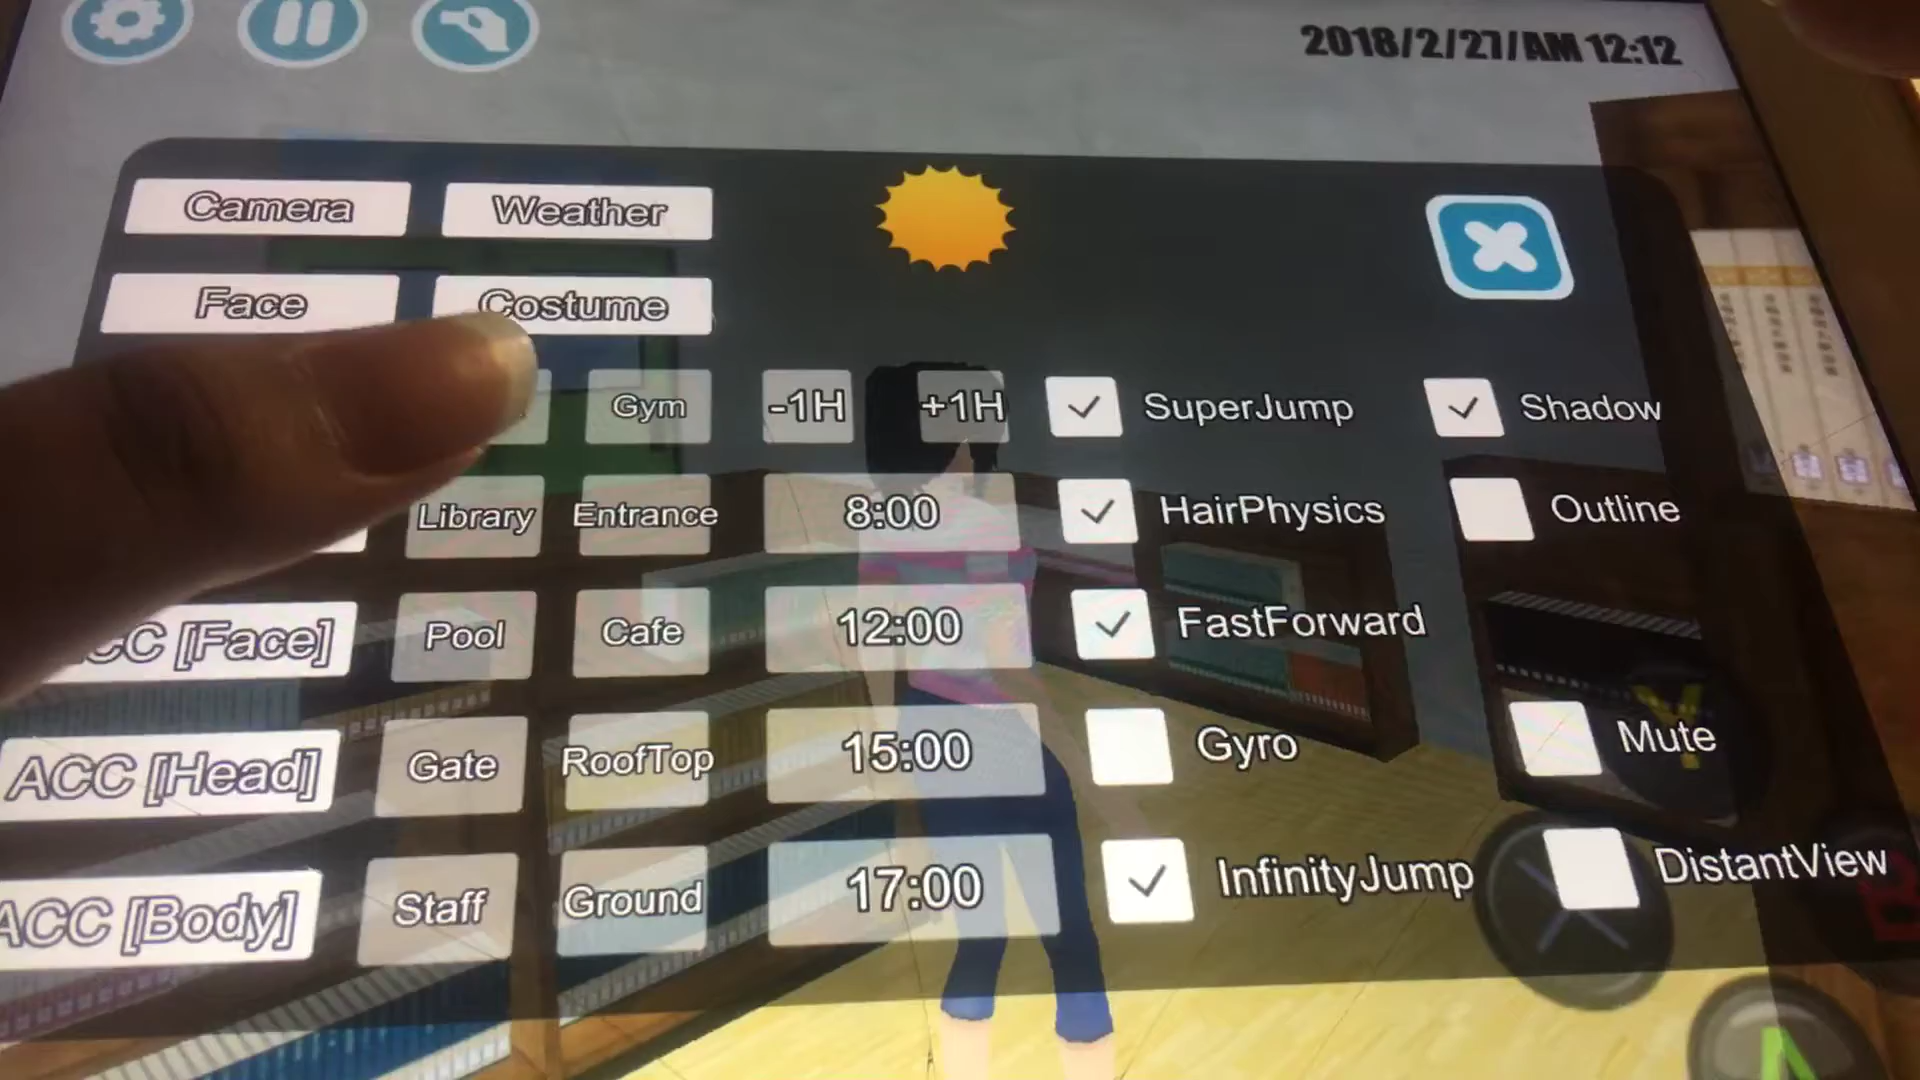 2018/2/27/AM 12:12
Camera
Weather
Face
Costume
Gym
-1H
+1H
SuperJump
Shadow
Library
Entrance
8:00
HairPhysics
Outline
[Face]
Pool
Cafe
12:00
FastForward
ACC [Head]
Gate
RoofTop
15:00
Gyro
Mute
Y
ACC [Body]
Staff
Ground
17:00
InfinityJump
DistantView
X
B
A